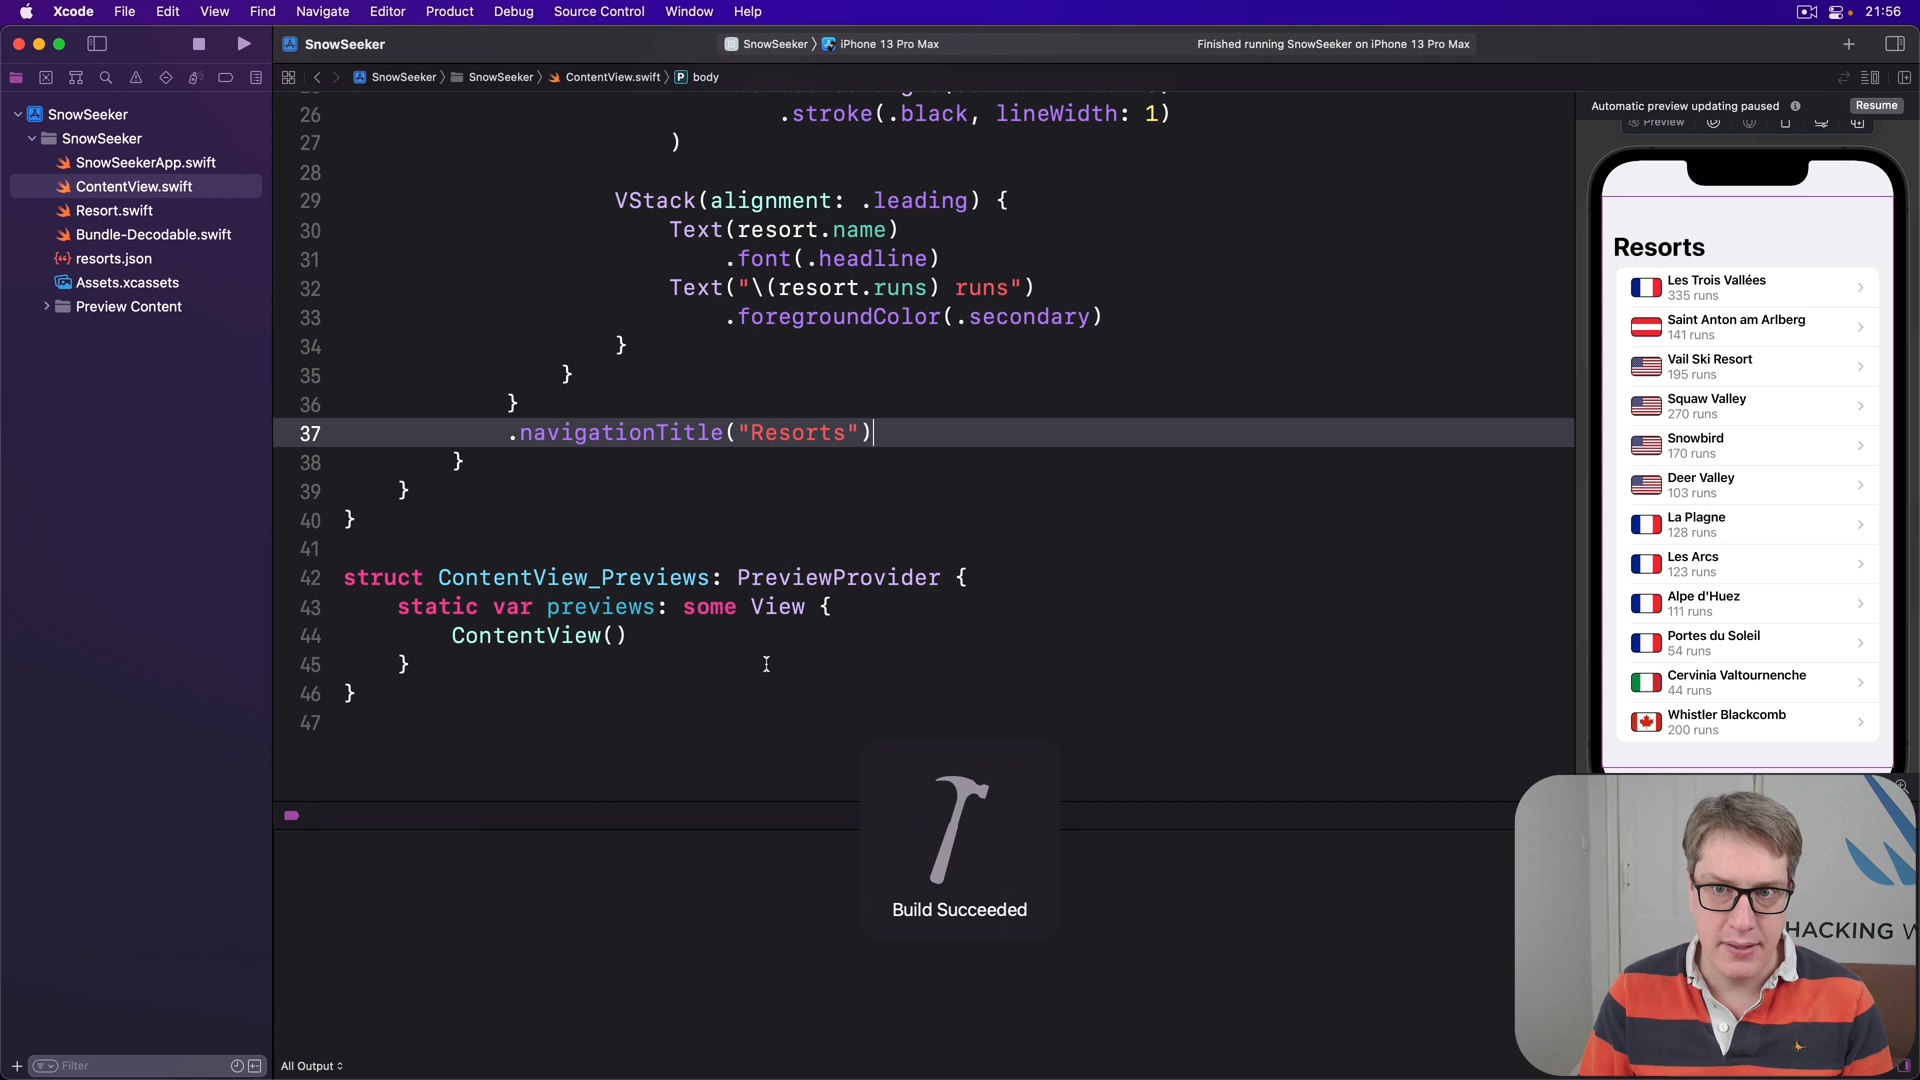 Xcode File Edit View Find Navigate Editor Product Debug Source Control Window Help 21:56
SnowSeeker
SnowSeeker iPhone 13 Pro Max Finished running SnowSeeker on iPhone 13 Pro Max
SnowSeeker SnowSeeker ContentView.swift P body
SnowSeeker
SnowSeeker
SnowSeekerApp.swift
ContentView.swift
Resort.swift
Bundle-Decodable.swift
resorts.json
Assets.xcassets
Preview Content
Filter
26 .stroke(.black, lineWidth: 1)
27 )
28
29 VStack(alignment: .leading) {
30 Text(resort.name)
31 .font(.headline)
32 Text("\(resort.runs) runs")
33 .foregroundColor(.secondary)
34 }
35 }
36 }
37 .navigationTitle("Resorts")
38 }
39 }
40 }
41
42 struct ContentView_Previews: PreviewProvider {
43 static var previews: some View {
44 ContentView()
45 }
46 }
47
Build Succeeded
All Output
Automatic preview updating paused Resume
Preview
Resorts
Les Trois Vallées
335 runs
Saint Anton am Arlberg
141 runs
Vail Ski Resort
195 runs
Squaw Valley
270 runs
Snowbird
170 runs
Deer Valley
103 runs
La Plagne
128 runs
Les Arcs
123 runs
Alpe d'Huez
111 runs
Portes du Soleil
54 runs
Cervinia Valtournenche
44 runs
Whistler Blackcomb
200 runs
HACKING W